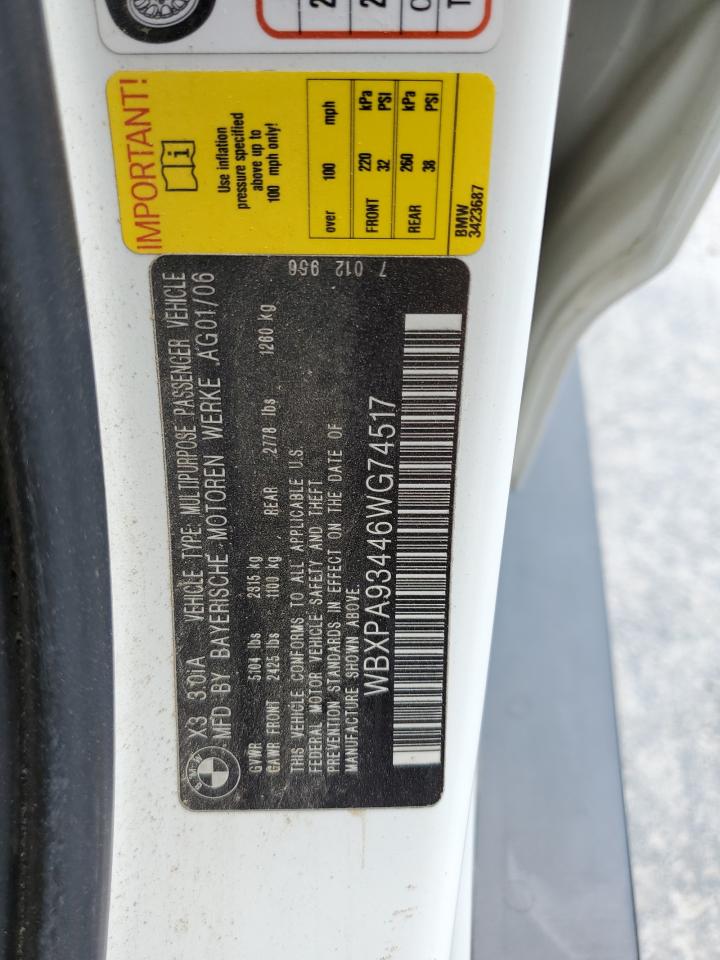 IMPORTANT!
i
Use inflation
pressure specified
above up to
100 mph only!
over 100 mph
FRONT 220 kPa
32 PSI
REAR 260 kPa
38 PSI
BMW
3423687
BMW
X3 3.0IA VEHICLE TYPE: MULTIPURPOSE PASSENGER VEHICLE
MFD BY BAYERISCHE MOTOREN WERKE AG 01/06
GVWR 5104 lbs 2315 kg
GAWR FRONT 2425 lbs 1100 kg REAR 2778 lbs 1260 kg
THIS VEHICLE CONFORMS TO ALL APPLICABLE U.S.
FEDERAL MOTOR VEHICLE SAFETY AND THEFT
PREVENTION STANDARDS IN EFFECT ON THE DATE OF
MANUFACTURE SHOWN ABOVE.
WBXPA93446WG74517
7 012 956